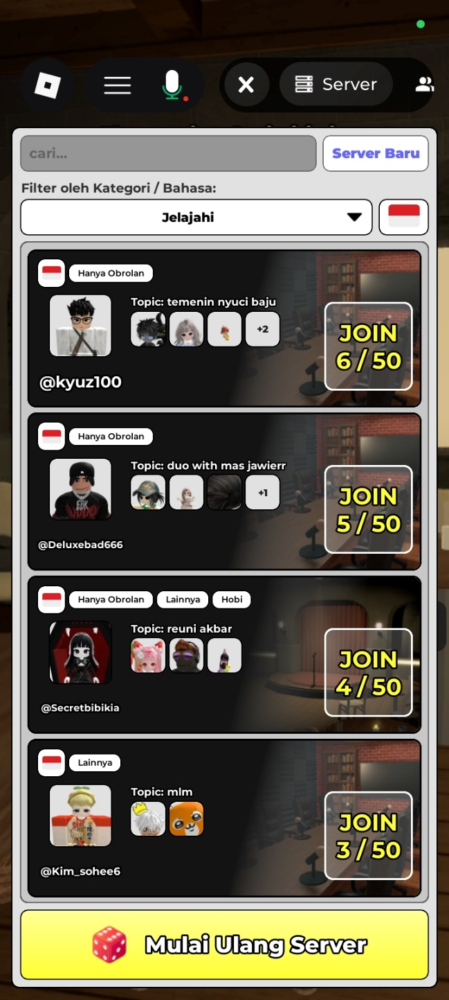 Server
cari...
Server Baru
Filter oleh Kategori / Bahasa:
Jelajahi
Hanya Obrolan
Topic: temenin nyuci baju
+2
JOIN
6 / 50
@kyuz100
Hanya Obrolan
Topic: duo with mas jawierr
+1
JOIN
5 / 50
@Deluxebad666
Hanya Obrolan Lainnya Hobi
Topic: reuni akbar
JOIN
4 / 50
@Secretbibikia
Lainnya
Topic: mlm
JOIN
3 / 50
@Kim_sohee6
Mulai Ulang Server